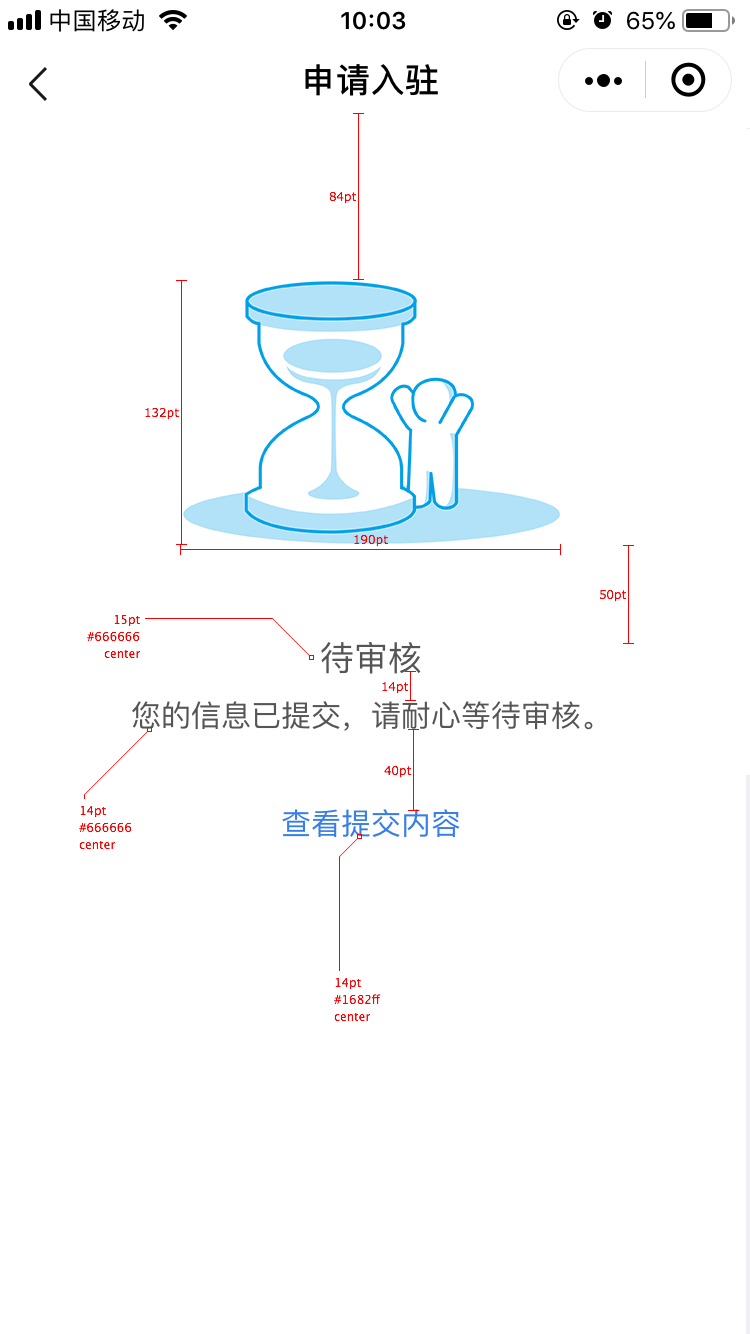 中国移动
10:03
65%
申请入驻
84pt
132pt
190pt
50pt
15pt
#666666
center
待审核
14pt
您的信息已提交，请耐心等待审核。
40pt
14pt
#666666
center
查看提交内容
14pt
#1682ff
center